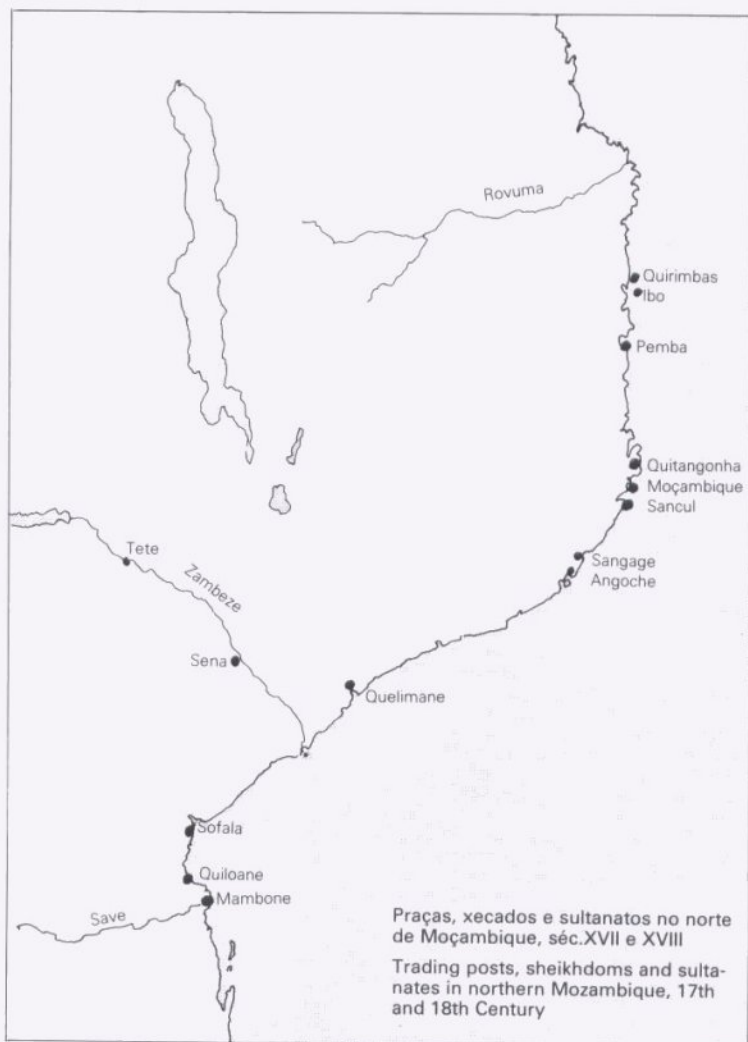 Rovuma
Quirimbas
Ibo
Pemba
Quitangonha
Moçambique
Sancul
Sangage
Angoche
Tete
Zambeze
Sena
Quelimane
Sofala
Quiloane
Mambone
Save
Praças, xecados e sultanatos no norte
de Moçambique, séc.XVII e XVIII
Trading posts, sheikhdoms and sulta-
nates in northern Mozambique, 17th
and 18th Century